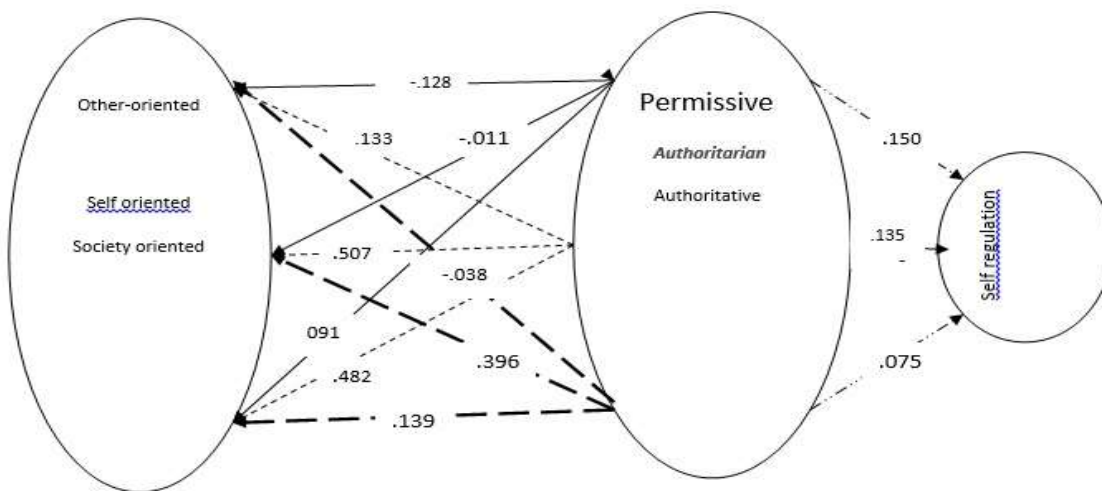 -.128
Other-oriented
Permissive
.133
-.011
.150
Authoritarian
Self oriented
Authoritative
Society oriented
.507
-.038
.135
-
Self regulation
091
.482
.396
.075
.139